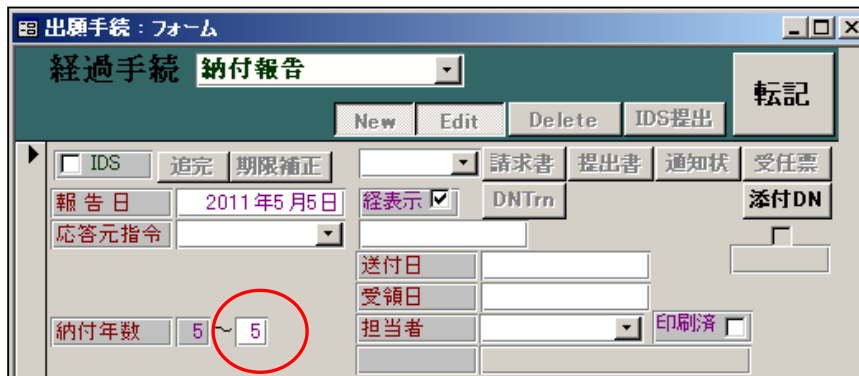 出願手続：フォーム
経過手続 納付報告
転記
New Edit Delete IDS提出
IDS 追完 期限補正 請求書 提出書 通知状 受任票
報告日 2011年5月5日 経表示 DNTrn 添付DN
応答元指令
送付日
受領日
納付年数 5 ～ 5 担当者 印刷済